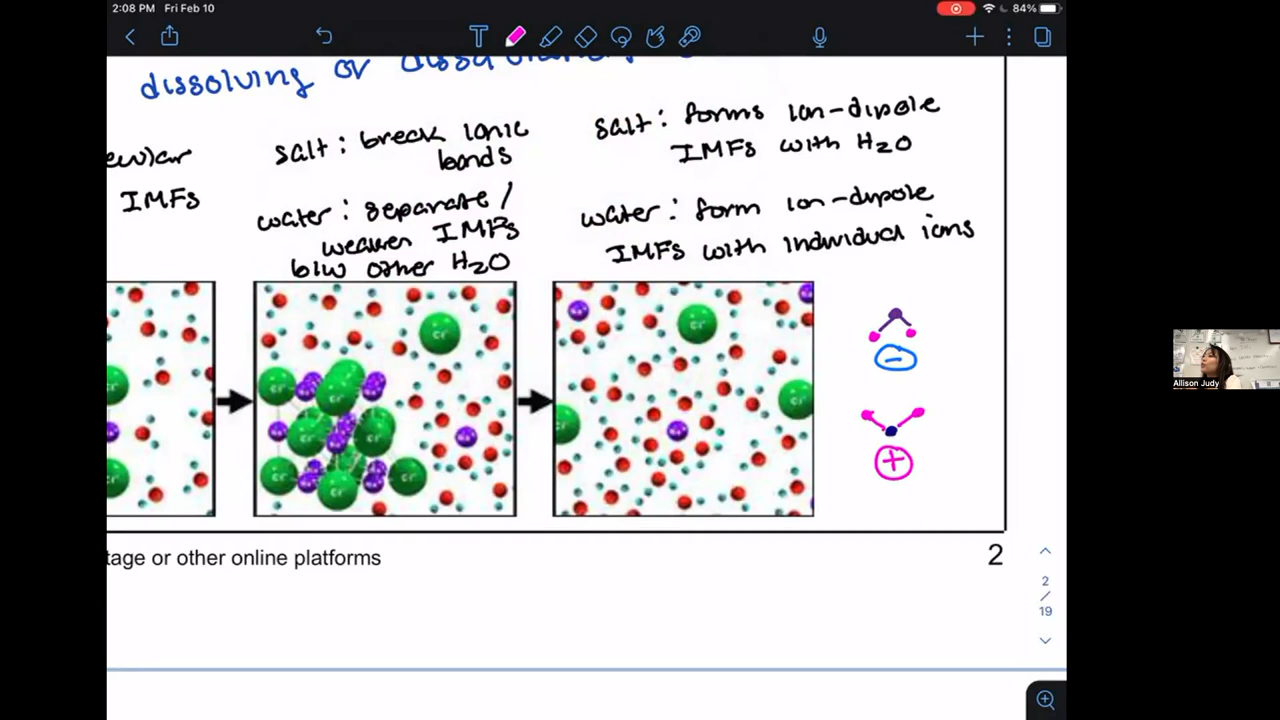 2:08 PM Fri Feb 10
84%
dissolving or
IMFs
salt: break ionic
bonds
water: separate/
weaken IMFs
b/w other H2O
salt: forms ion-dipole
IMFs with H2O
water: form ion-dipole
IMFs with individual ions
Cl-
Na+
−
+
tage or other online platforms
2
2
/
19
Allison Judy